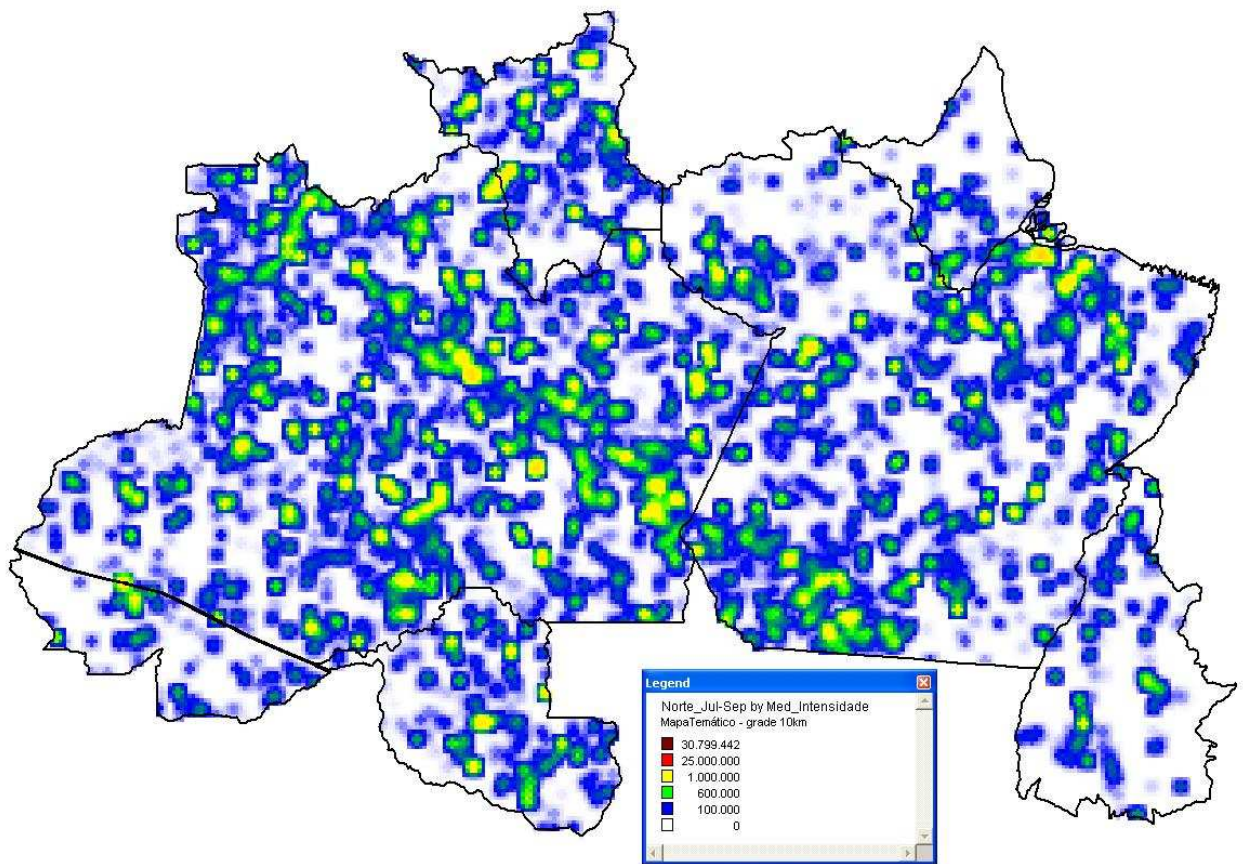 Legend
Norte_Jul-Sep by Med_Intensidade
MapaTemático - grade 10km
30.799.442
25.000.000
1.000.000
600.000
100.000
0